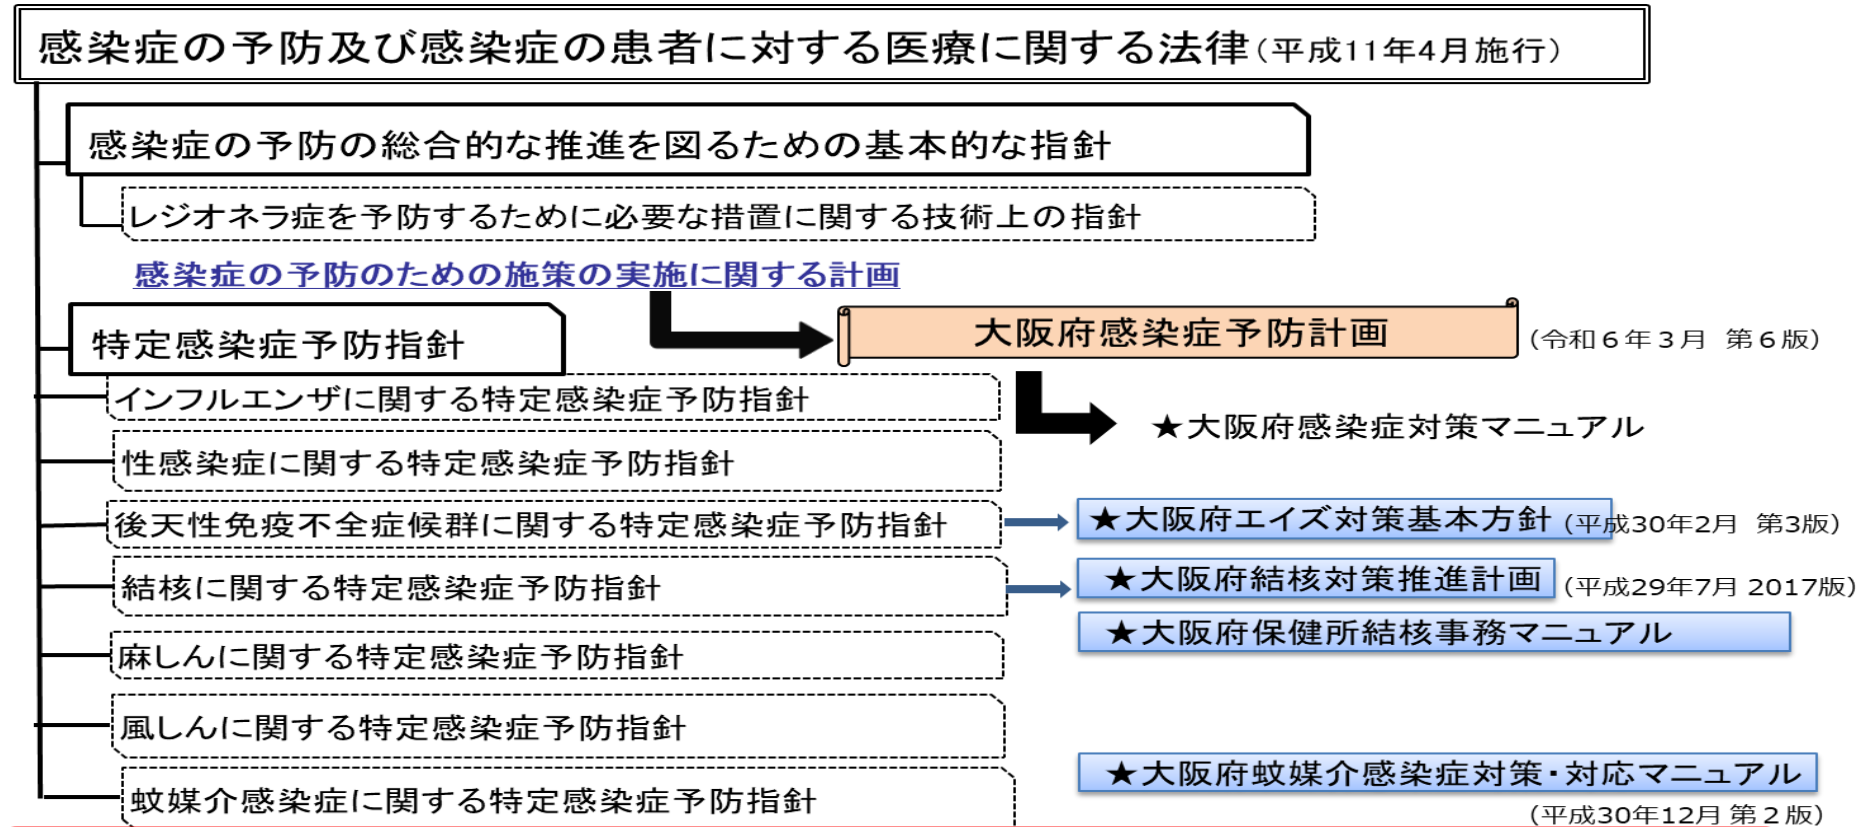 感染症の予防及び感染症の患者に対する医療に関する法律(平成11年4月施行)
感染症の予防の総合的な推進を図るための基本的な指針
レジオネラ症を予防するために必要な措置に関する技術上の指針
感染症の予防のための施策の実施に関する計画
特定感染症予防指針
大阪府感染症予防計画
(令和6年3月 第6版)
インフルエンザに関する特定感染症予防指針
★大阪府感染症対策マニュアル
性感染症に関する特定感染症予防指針
後天性免疫不全症候群に関する特定感染症予防指針
★大阪府エイズ対策基本方針
(平成30年2月 第3版)
結核に関する特定感染症予防指針
★大阪府結核対策推進計画
(平成29年7月 2017版)
★大阪府保健所結核事務マニュアル
麻しんに関する特定感染症予防指針
風しんに関する特定感染症予防指針
★大阪府蚊媒介感染症対策・対応マニュアル
蚊媒介感染症に関する特定感染症予防指針
(平成30年12月 第2版)